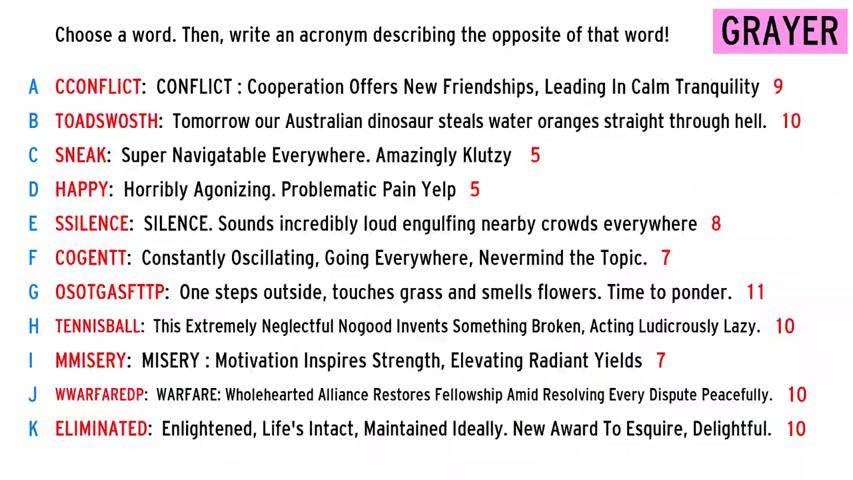 Choose a word. Then, write an acronym describing the opposite of that word!
GRAYER
A CCONFLICT: CONFLICT : Cooperation Offers New Friendships, Leading In Calm Tranquility 9
B TOADSWOSTH: Tomorrow our Australian dinosaur steals water oranges straight through hell. 10
C SNEAK: Super Navigatable Everywhere. Amazingly Klutzy 5
D HAPPY: Horribly Agonizing. Problematic Pain Yelp 5
E SSILENCE: SILENCE. Sounds incredibly loud engulfing nearby crowds everywhere 8
F COGENTT: Constantly Oscillating, Going Everywhere, Nevermind the Topic. 7
G OSOTGASFTTP: One steps outside, touches grass and smells flowers. Time to ponder. 11
H TENNISBALL: This Extremely Neglectful Nogood Invents Something Broken, Acting Ludicrously Lazy. 10
I MMISERY: MISERY : Motivation Inspires Strength, Elevating Radiant Yields 7
J WWARFAREDP: WARFARE: Wholehearted Alliance Restores Fellowship Amid Resolving Every Dispute Peacefully. 10
K ELIMINATED: Enlightened, Life's Intact, Maintained Ideally. New Award To Esquire, Delightful. 10